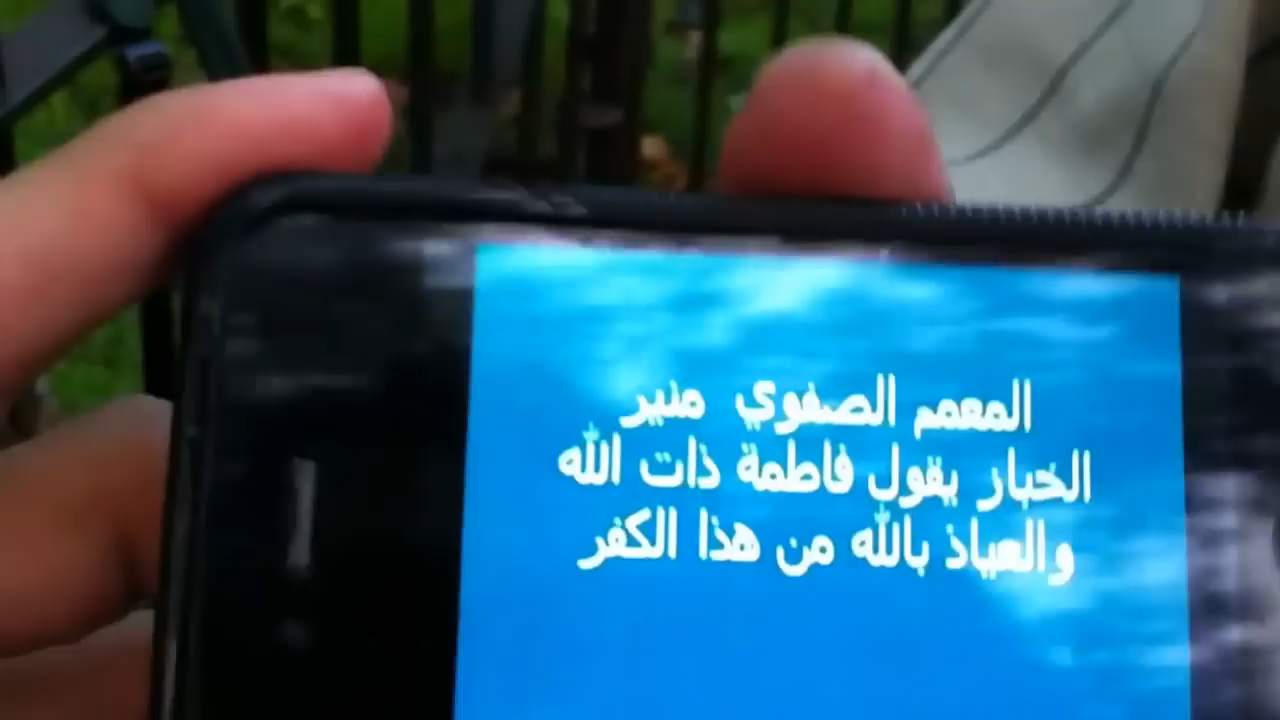 المعمم الصفوي منير
الخباز يقول فاطمة ذات الله
والعياذ بالله من هذا الكفر